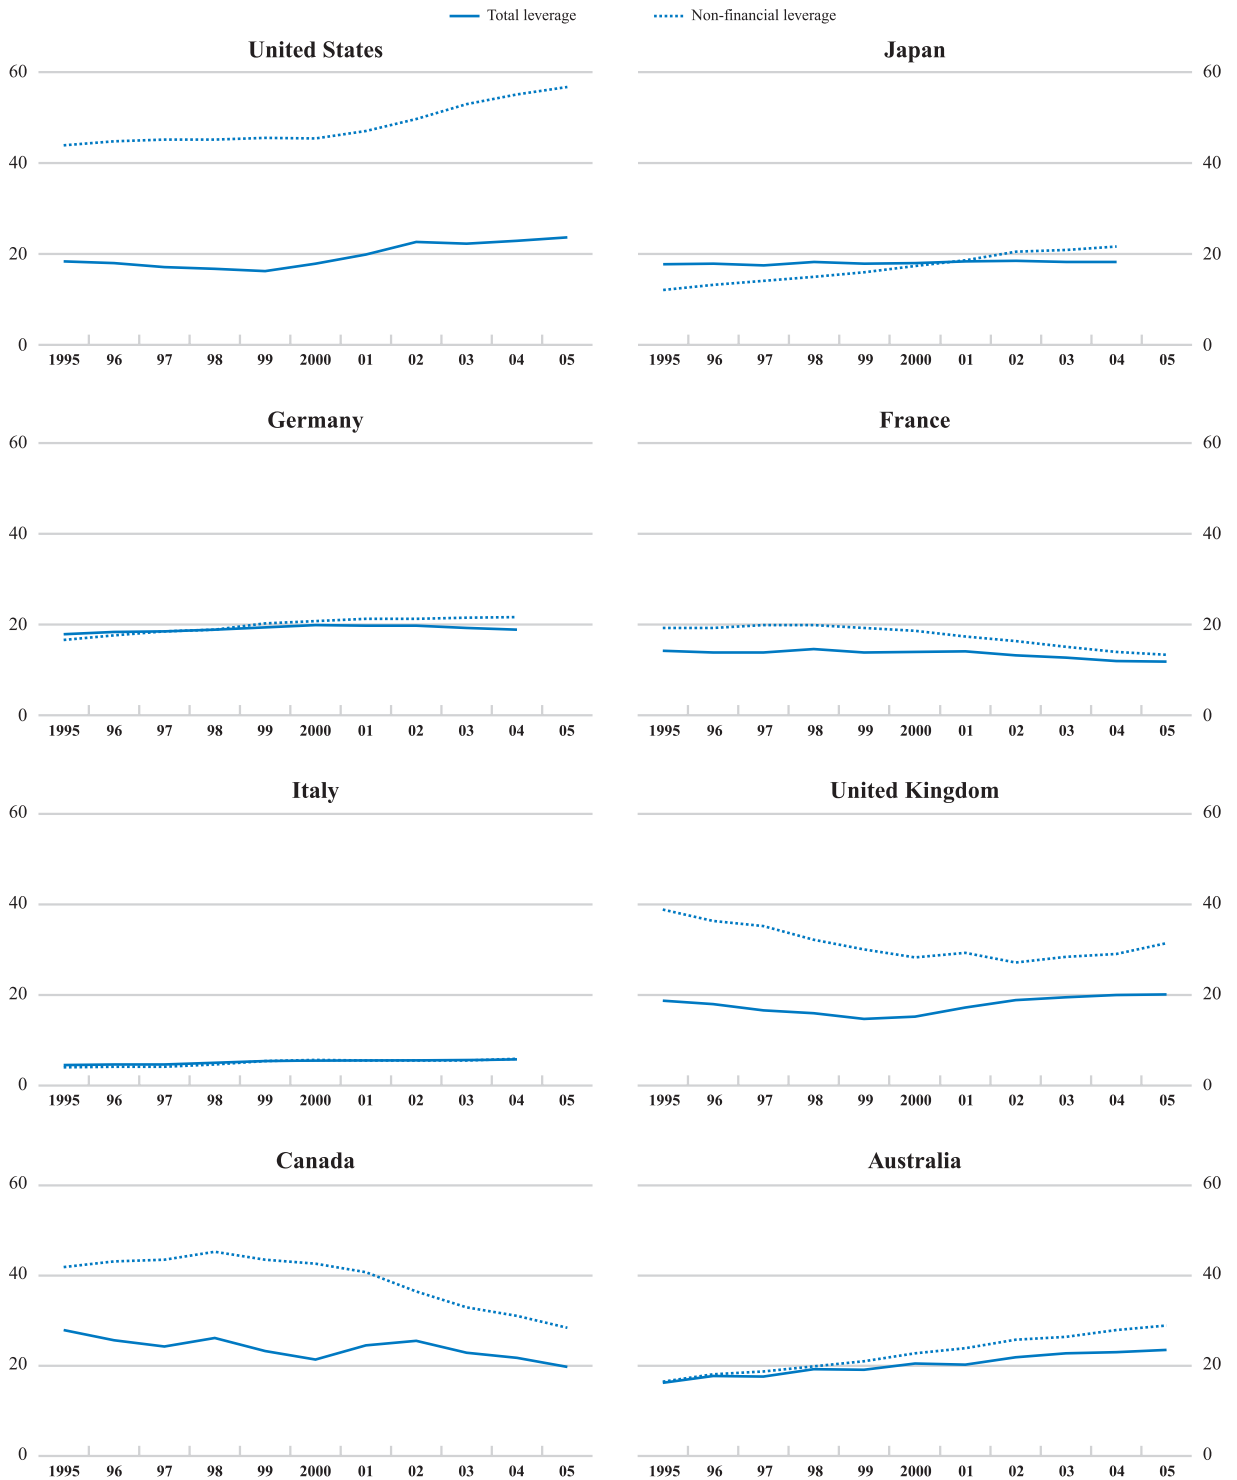 Total leverage Non-financial leverage
United States Japan
60 60
40 40
20 20
0 0
1995 96 97 98 99 2000 01 02 03 04 05 1995 96 97 98 99 2000 01 02 03 04 05
Germany France
60 60
40 40
20 20
0 0
1995 96 97 98 99 2000 01 02 03 04 05 1995 96 97 98 99 2000 01 02 03 04 05
Italy United Kingdom
60 60
40 40
20 20
0 0
1995 96 97 98 99 2000 01 02 03 04 05 1995 96 97 98 99 2000 01 02 03 04 05
Canada Australia
60 60
40 40
20 20
0 0
1995 96 97 98 99 2000 01 02 03 04 05 1995 96 97 98 99 2000 01 02 03 04 05